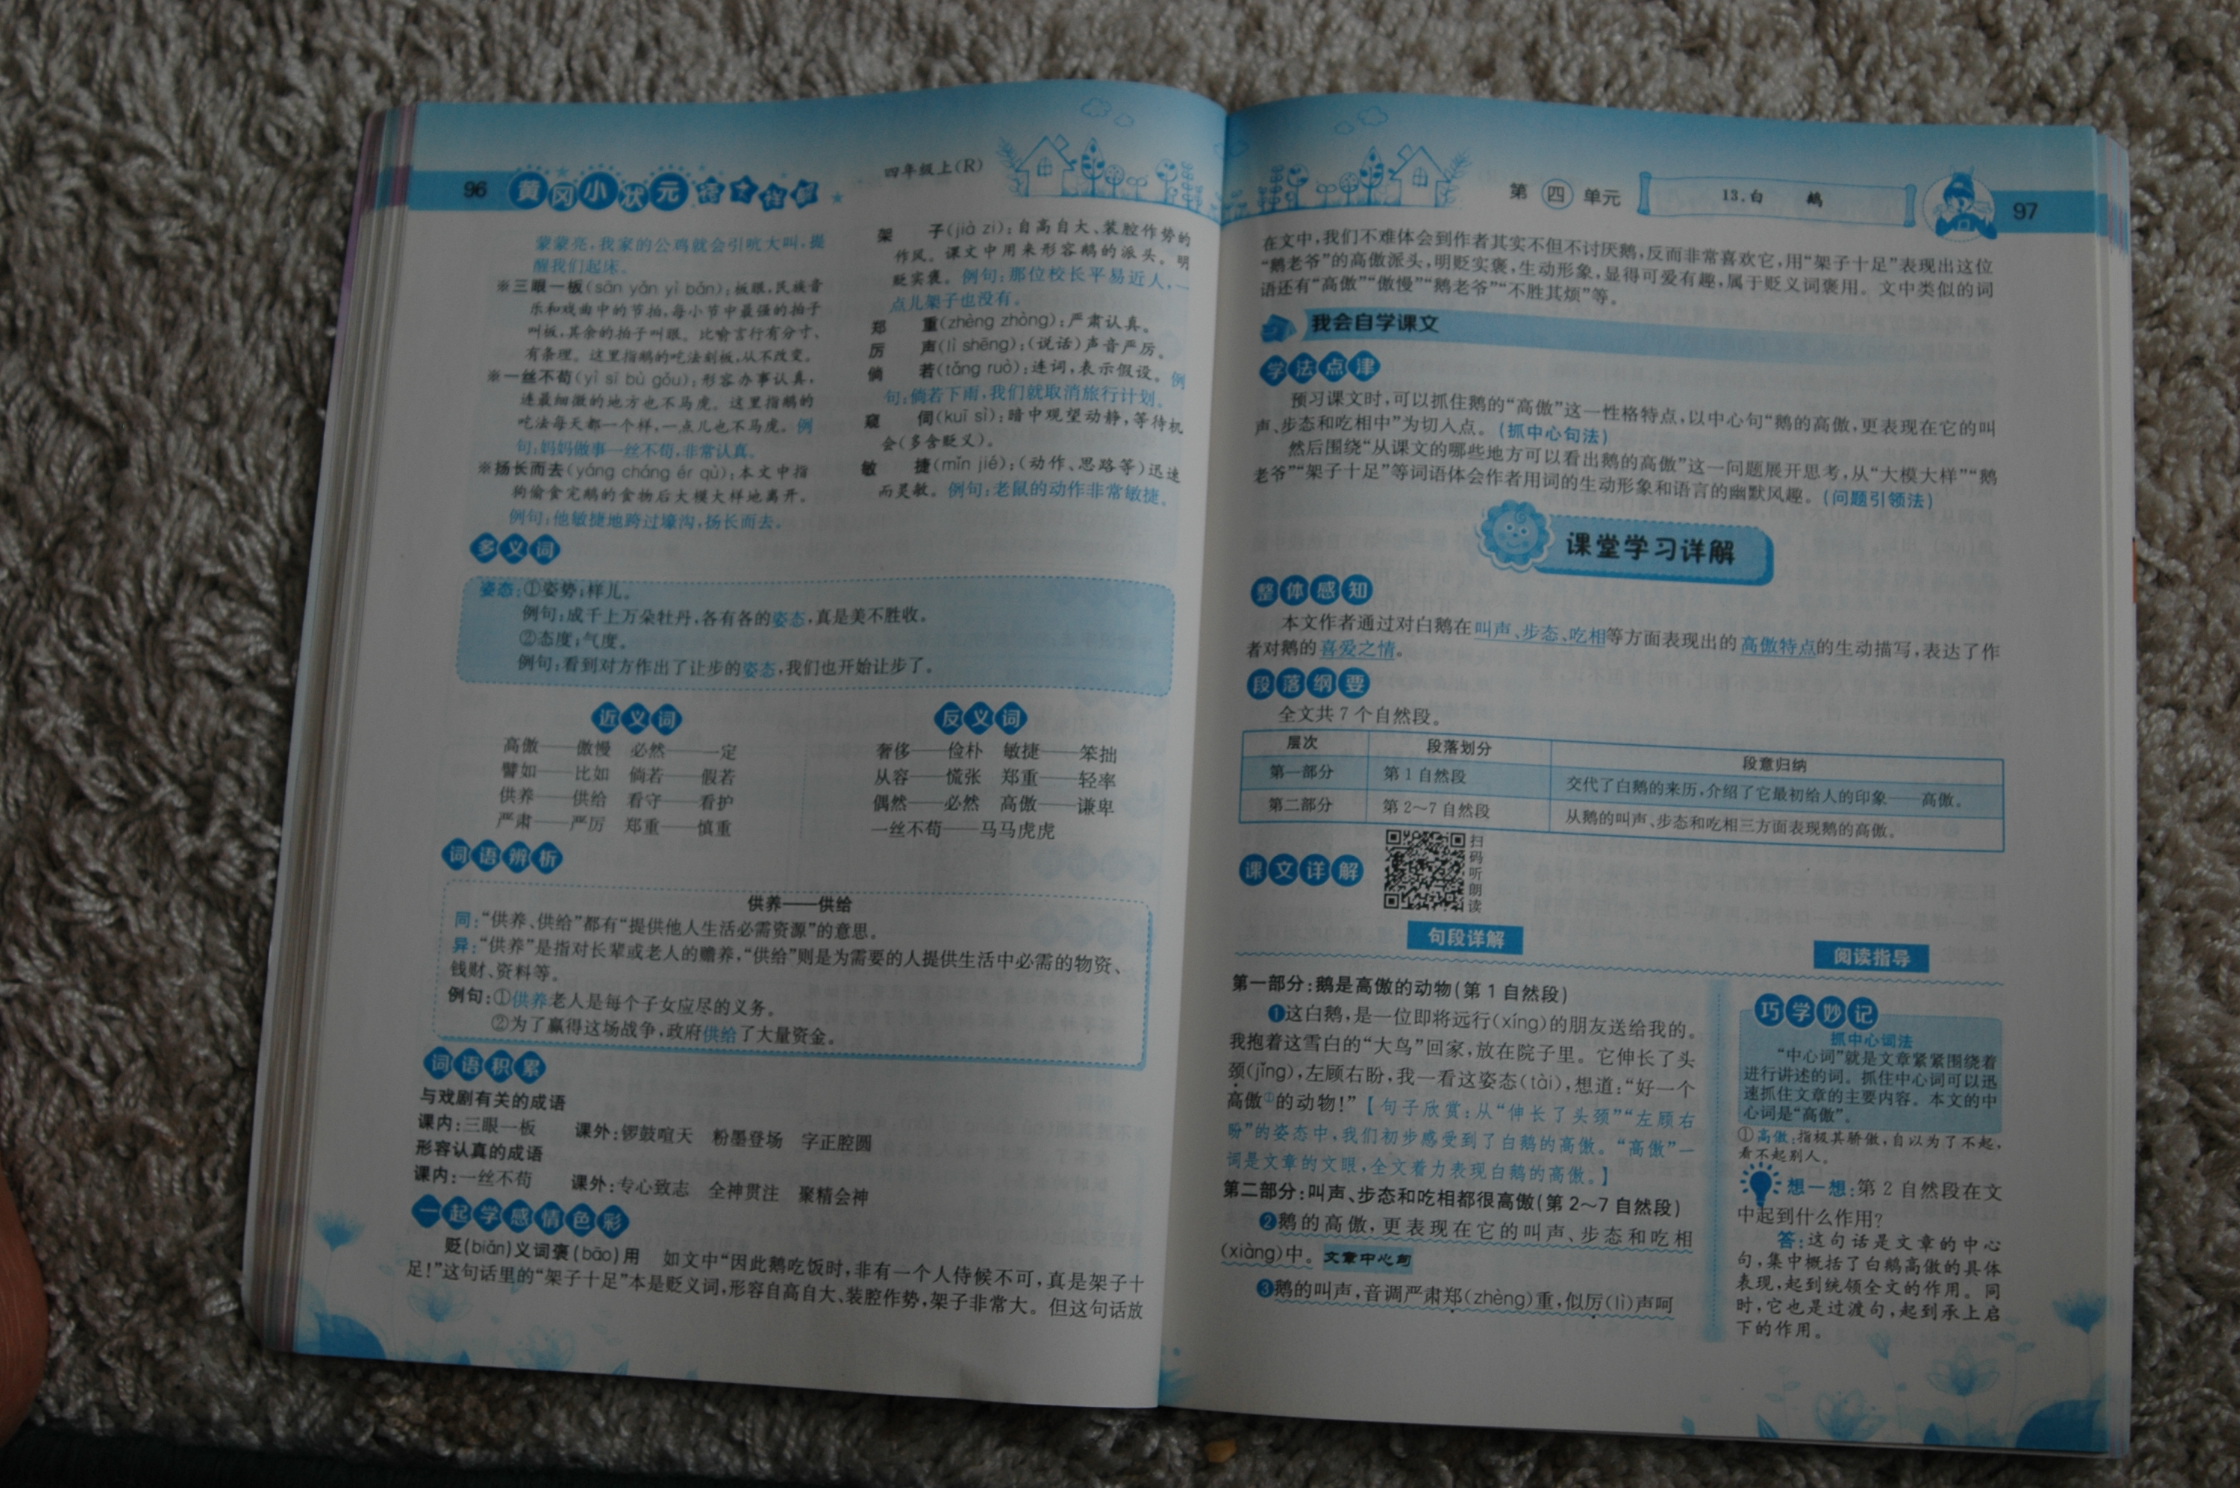 96 黄冈小状元
四年级上(R)
蒙蒙亮,我家的公鸡就会引吭大叫,提
醒我们起床。
※三眼一板(sān yǎn yì bǎn):板眼,民族音
乐和戏曲中的节拍,每小节中最强的拍子
叫板,其余的拍子叫眼。比喻言行有分寸、
有条理。这里指鹅的吃法刻板,从不改变。
※一丝不苟(yì sī bù gǒu):形容办事认真,
连最细微的地方也不马虎。这里指鹅的
吃法每天都一个样,一点儿也不马虎。例
句:妈妈做事一丝不苟,非常认真。
※扬长而去(yáng cháng ér qù):本文中指
狗偷食完鹅的食物后大模大样地离开。
例句:他敏捷地跨过壕沟,扬长而去。
架 子(jià zi):自高自大、装腔作势的
作风。课文中用来形容鹅的派头。明
贬实褒。例句:那位校长平易近人,一
点儿架子也没有。
郑 重(zhèng zhòng):严肃认真。
厉 声(lì shēng):(说话)声音严厉。
倘 若(tǎng ruò):连词,表示假设。例
句:倘若下雨,我们就取消旅行计划。
窥 伺(kuī sì):暗中观望动静,等待机
会(多含贬义)。
敏 捷(mǐn jié):(动作、思路等)迅速
而灵敏。例句:老鼠的动作非常敏捷。
多义词
姿态:①姿势;样儿。
例句:成千上万朵牡丹,各有各的姿态,真是美不胜收。
②态度;气度。
例句:看到对方作出了让步的姿态,我们也开始让步了。
近义词
高傲——傲慢 必然——一定
譬如——比如 倘若——假若
供养——供给 看守——看护
严肃——严厉 郑重——慎重
反义词
奢侈——俭朴 敏捷——笨拙
从容——慌张 郑重——轻率
偶然——必然 高傲——谦卑
一丝不苟——马马虎虎
词语辨析
供养——供给
同:“供养、供给”都有“提供他人生活必需资源”的意思。
异:“供养”是指对长辈或老人的赡养,“供给”则是为需要的人提供生活中必需的物资、
钱财、资料等。
例句:①供养老人是每个子女应尽的义务。
②为了赢得这场战争,政府供给了大量资金。
词语积累
与戏剧有关的成语
课内:三眼一板 课外:锣鼓喧天 粉墨登场 字正腔圆
形容认真的成语
课内:一丝不苟 课外:专心致志 全神贯注 聚精会神
一起学感情色彩
贬(biǎn)义词褒(bāo)用 如文中“因此鹅吃饭时,非有一个人侍候不可,真是架子十
足!”这句话里的“架子十足”本是贬义词,形容自高自大、装腔作势,架子非常大。但这句话放
第四单元 13.白 鹅 97
在文中,我们不难体会到作者其实不但不讨厌鹅,反而非常喜欢它,用“架子十足”表现出这位
“鹅老爷”的高傲派头,明贬实褒,生动形象,显得可爱有趣,属于贬义词褒用。文中类似的词
语还有“高傲”“傲慢”“鹅老爷”“不胜其烦”等。
我会自学课文
学法点津
预习课文时,可以抓住鹅的“高傲”这一性格特点,以中心句“鹅的高傲,更表现在它的叫
声、步态和吃相中”为切入点。(抓中心句法)
然后围绕“从课文的哪些地方可以看出鹅的高傲”这一问题展开思考,从“大模大样”“鹅
老爷”“架子十足”等词语体会作者用词的生动形象和语言的幽默风趣。(问题引领法)
课堂学习详解
整体感知
本文作者通过对白鹅在叫声、步态、吃相等方面表现出的高傲特点的生动描写,表达了作
者对鹅的喜爱之情。
段落纲要
全文共7个自然段。
层次 段落划分 段意归纳
第一部分 第1自然段 交代了白鹅的来历,介绍了它最初给人的印象——高傲。
第二部分 第2~7自然段 从鹅的叫声、步态和吃相三方面表现鹅的高傲。
课文详解
扫码听朗读
句段详解
第一部分:鹅是高傲的动物(第1自然段)
❶这白鹅,是一位即将远行(xíng)的朋友送给我的。
我抱着这雪白的“大鸟”回家,放在院子里。它伸长了头
颈(jǐng),左顾右盼,我一看这姿态(tài),想道:“好一个
高傲①的动物!”【句子欣赏:从“伸长了头颈”“左顾右
盼”的姿态中,我们初步感受到了白鹅的高傲。“高傲”一
词是文章的文眼,全文着力表现白鹅的高傲。】
第二部分:叫声、步态和吃相都很高傲(第2~7自然段)
❷鹅的高傲,更表现在它的叫声、步态和吃相
(xiàng)中。文章中心句
❸鹅的叫声,音调严肃郑(zhèng)重,似厉(lì)声呵
阅读指导
巧学妙记
抓中心词法
“中心词”就是文章紧紧围绕着
进行讲述的词。抓住中心词可以迅
速抓住文章的主要内容。本文的中
心词是“高傲”。
①高傲:指极其骄傲,自以为了不起,
看不起别人。
想一想:第2自然段在文
中起到什么作用?
答:这句话是文章的中心
句,集中概括了白鹅高傲的具体
表现,起到统领全文的作用。同
时,它也是过渡句,起到承上启
下的作用。